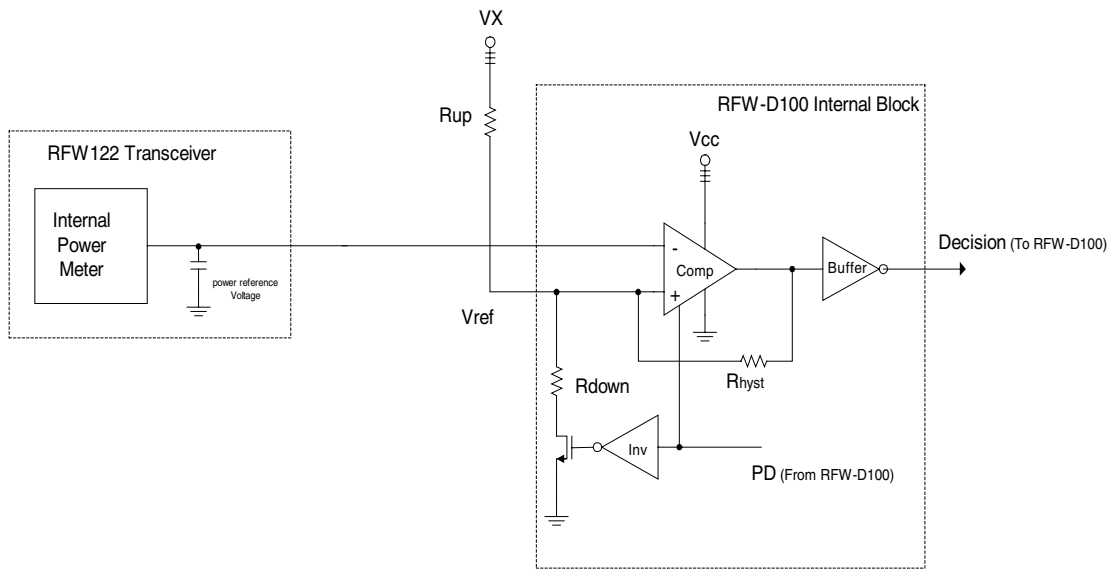 VX
RFW-D100 Internal Block
Rup
Vcc
RFW122 Transceiver
Internal
Power
Meter
power reference
Voltage
-
Comp
+
Buffer
Decision (To RFW-D100)
Vref
Rhyst
Rdown
Inv
PD (From RFW-D100)